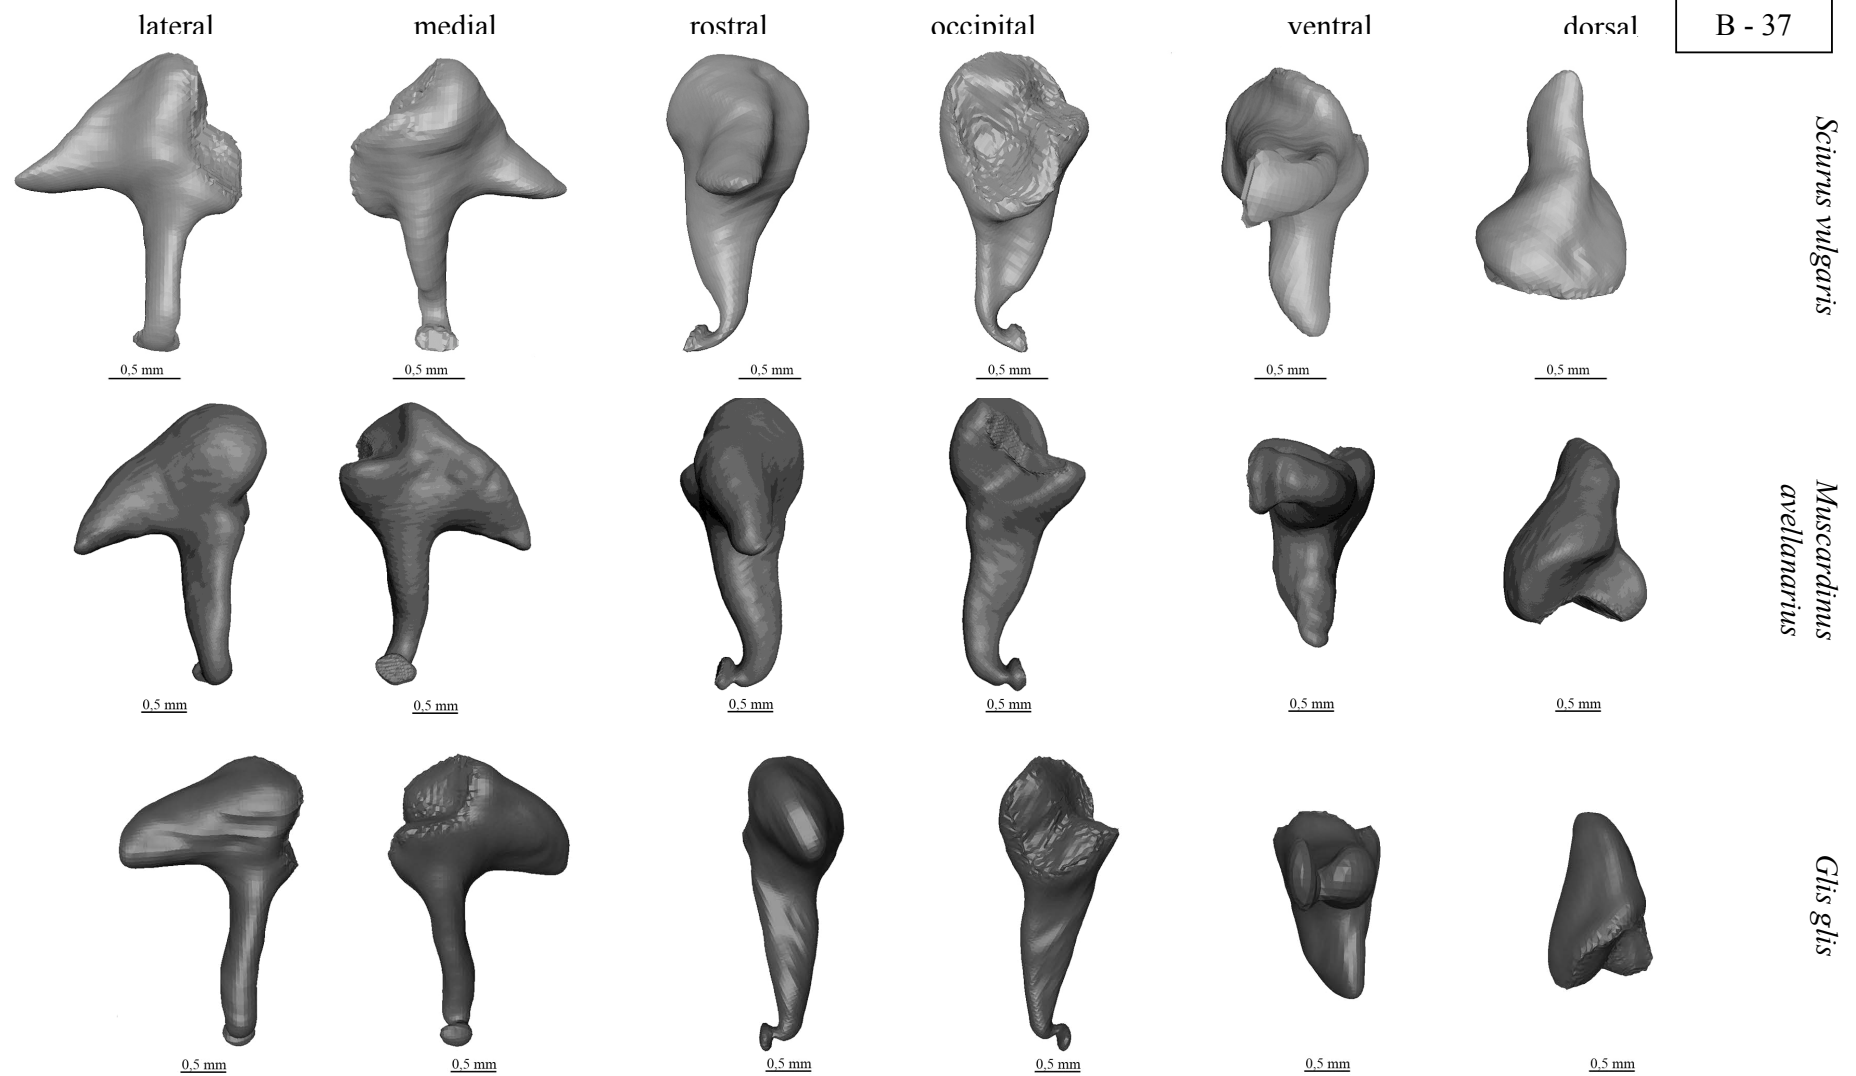 lateral medial rostral occipital ventral dorsal B - 37
Sciurus vulgaris
0,5 mm 0,5 mm 0,5 mm 0,5 mm 0,5 mm 0,5 mm
Muscardinus
avellanarius
0,5 mm 0,5 mm 0,5 mm 0,5 mm 0,5 mm 0,5 mm
Glis glis
0,5 mm 0,5 mm 0,5 mm 0,5 mm 0,5 mm 0,5 mm